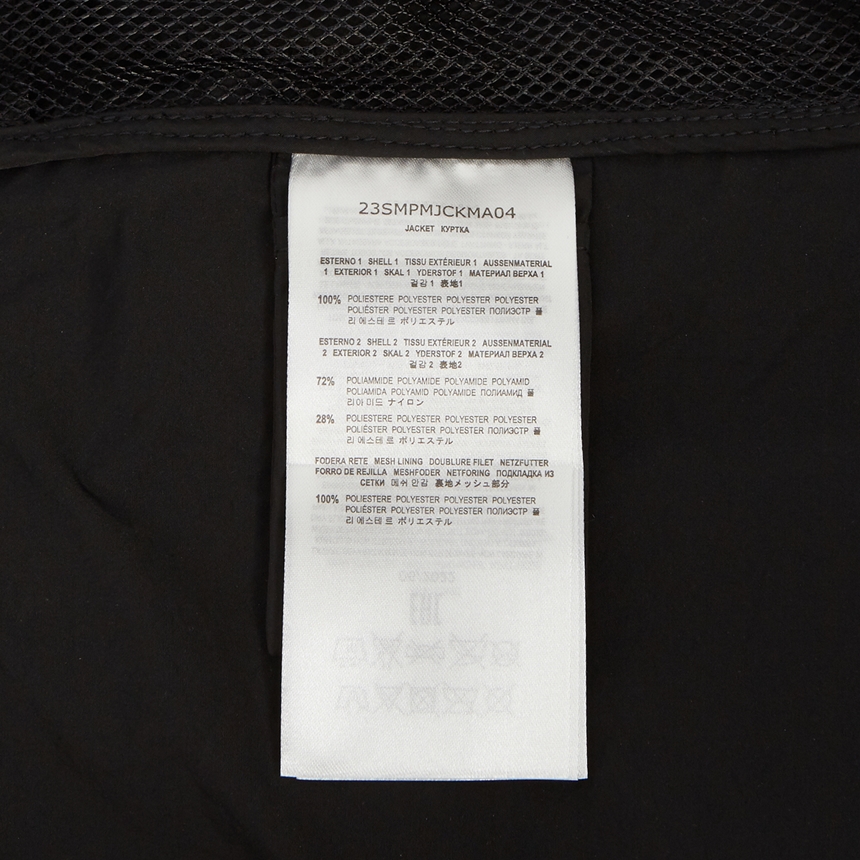 23SMPMJCKMA04
JACKET КУРТКА
ESTERNO 1 SHELL 1 TISSU EXTÉRIEUR 1 AUSSENMATERIAL
1 EXTERIOR 1 SKAL 1 YDERSTOF 1 МАТЕРИАЛ ВЕРХА 1
겉감 1 表地1
100% POLIESTERE POLYESTER POLYESTER POLYESTER
POLIÉSTER POLYESTER POLYESTER ПОЛИЭСТР 폴
리에스테르 ポリエステル
ESTERNO 2 SHELL 2 TISSU EXTÉRIEUR 2 AUSSENMATERIAL
2 EXTERIOR 2 SKAL 2 YDERSTOF 2 МАТЕРИАЛ ВЕРХА 2
겉감 2 表地2
72% POLIAMMIDE POLYAMIDE POLYAMIDE POLYAMID
POLIAMIDA POLYAMID POLYAMIDE ПОЛИАМИД 폴
리아미드 ナイロン
28% POLIESTERE POLYESTER POLYESTER POLYESTER
POLIÉSTER POLYESTER POLYESTER ПОЛИЭСТР 폴
리에스테르 ポリエステル
FODERA RETE MESH LINING DOUBLURE FILET NETZFUTTER
FORRO DE REJILLA MESHFODER NETFORING ПОДКЛАДКА ИЗ
СЕТКИ 메쉬 안감 裏地メッシュ部分
100% POLIESTERE POLYESTER POLYESTER POLYESTER
POLIÉSTER POLYESTER POLYESTER ПОЛИЭСТР 폴
리에스테르 ポリエステル